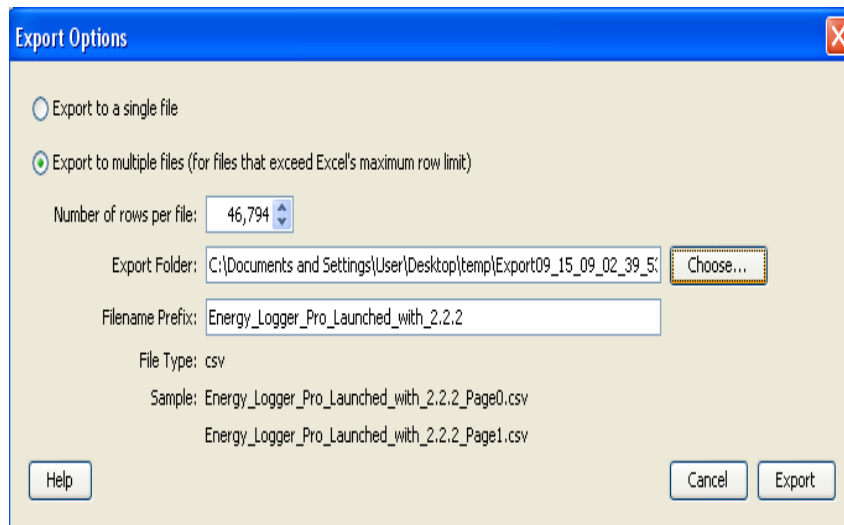 Export Options
Export to a single file
Export to multiple files (for files that exceed Excel's maximum row limit)
Number of rows per file: 46,794
Export Folder: C:\Documents and Settings\User\Desktop\temp\Export09_15_09_02_39_5 Choose...
Filename Prefix: Energy_Logger_Pro_Launched_with_2.2.2
File Type: csv
Sample: Energy_Logger_Pro_Launched_with_2.2.2_Page0.csv
Energy_Logger_Pro_Launched_with_2.2.2_Page1.csv
Help Cancel Export